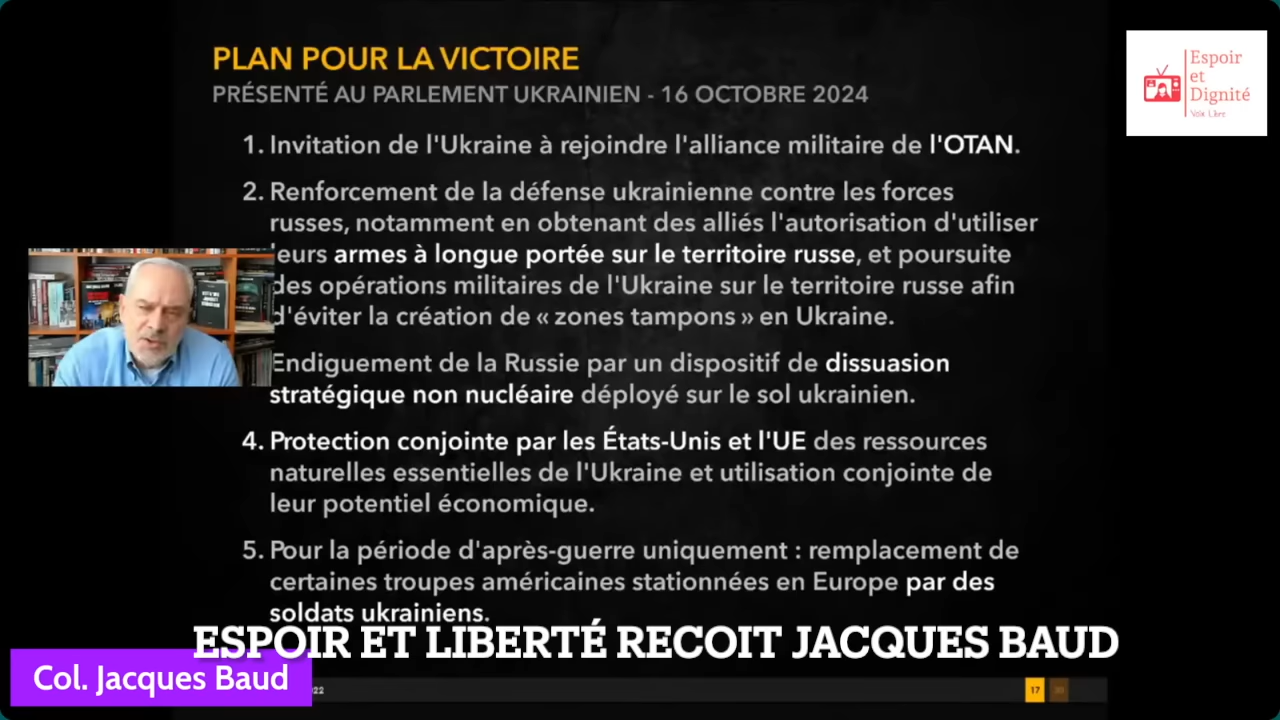 PLAN POUR LA VICTOIRE
PRÉSENTÉ AU PARLEMENT UKRAINIEN - 16 OCTOBRE 2024
Espoir
et
Dignité
1. Invitation de l'Ukraine à rejoindre l'alliance militaire de l'OTAN.
2. Renforcement de la défense ukrainienne contre les forces
russes, notamment en obtenant des alliés l'autorisation d'utiliser
leurs armes à longue portée sur le territoire russe, et poursuite
des opérations militaires de l'Ukraine sur le territoire russe afin
d'éviter la création de « zones tampons » en Ukraine.
Endiguement de la Russie par un dispositif de dissuasion
stratégique non nucléaire déployé sur le sol ukrainien.
4. Protection conjointe par les États-Unis et l'UE des ressources
naturelles essentielles de l'Ukraine et utilisation conjointe de
leur potentiel économique.
5. Pour la période d'après-guerre uniquement : remplacement de
certaines troupes américaines stationnées en Europe par des
soldats ukrainiens.
ESPOIR ET LIBERTÉ RECOIT JACQUES BAUD
Col. Jacques Baud
22
17